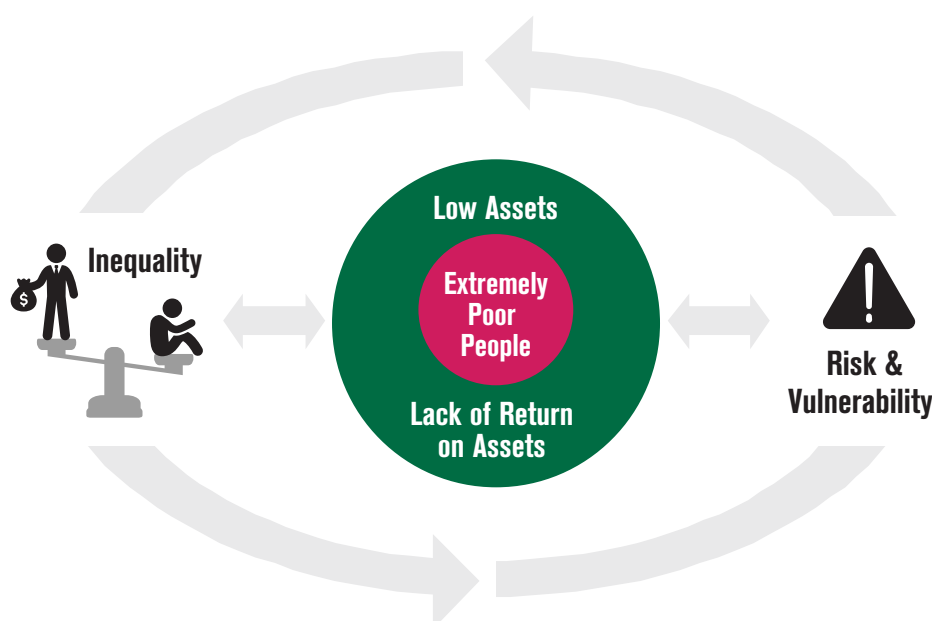 Low Assets
Inequality
Extremely
Poor
People
$
Risk &
Vulnerability
Lack of Return
on Assets